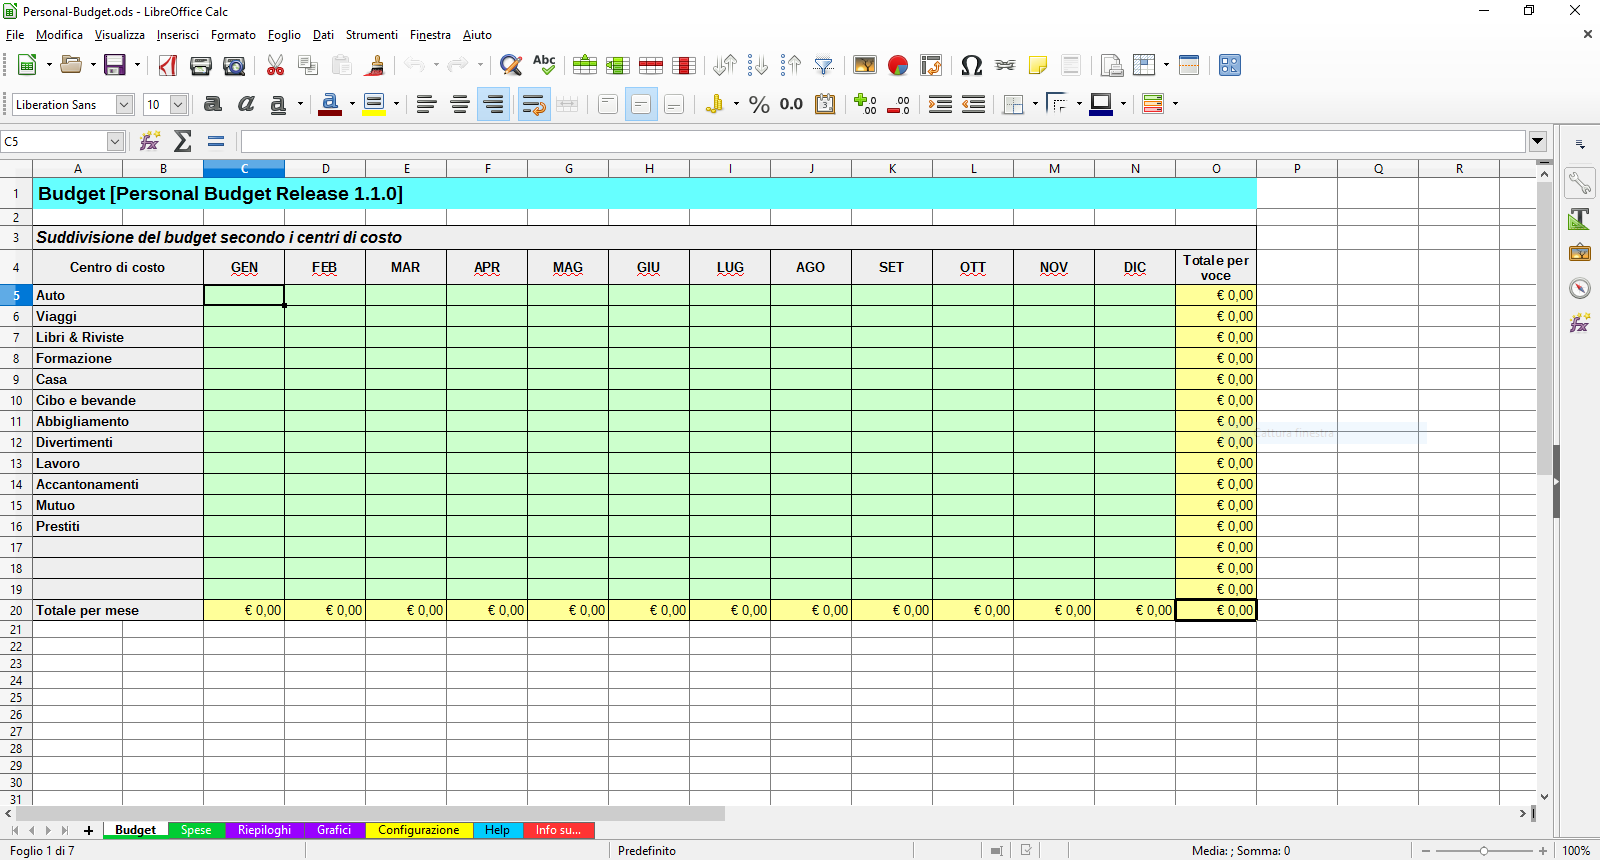 Personal-Budget.ods - LibreOffice Calc
File Modifica Visualizza Inserisci Formato Foglio Dati Strumenti Finestra Aiuto
Liberation Sans 10
C5
A B C D E F G H I J K L M N O P Q R
1 Budget [Personal Budget Release 1.1.0]
2
3 Suddivisione del budget secondo i centri di costo
4 Centro di costo GEN FEB MAR APR MAG GIU LUG AGO SET OTT NOV DIC Totale per voce
5 Auto € 0,00
6 Viaggi € 0,00
7 Libri & Riviste € 0,00
8 Formazione € 0,00
9 Casa € 0,00
10 Cibo e bevande € 0,00
11 Abbigliamento € 0,00
12 Divertimenti € 0,00
13 Lavoro € 0,00
14 Accantonamenti € 0,00
15 Mutuo € 0,00
16 Prestiti € 0,00
17 € 0,00
18 € 0,00
19 € 0,00
20 Totale per mese € 0,00 € 0,00 € 0,00 € 0,00 € 0,00 € 0,00 € 0,00 € 0,00 € 0,00 € 0,00 € 0,00 € 0,00 € 0,00
21
22
23
24
25
26
27
28
29
30
31
Budget Spese Riepiloghi Grafici Configurazione Help Info su...
Foglio 1 di 7 Predefinito Media: ; Somma: 0 100%